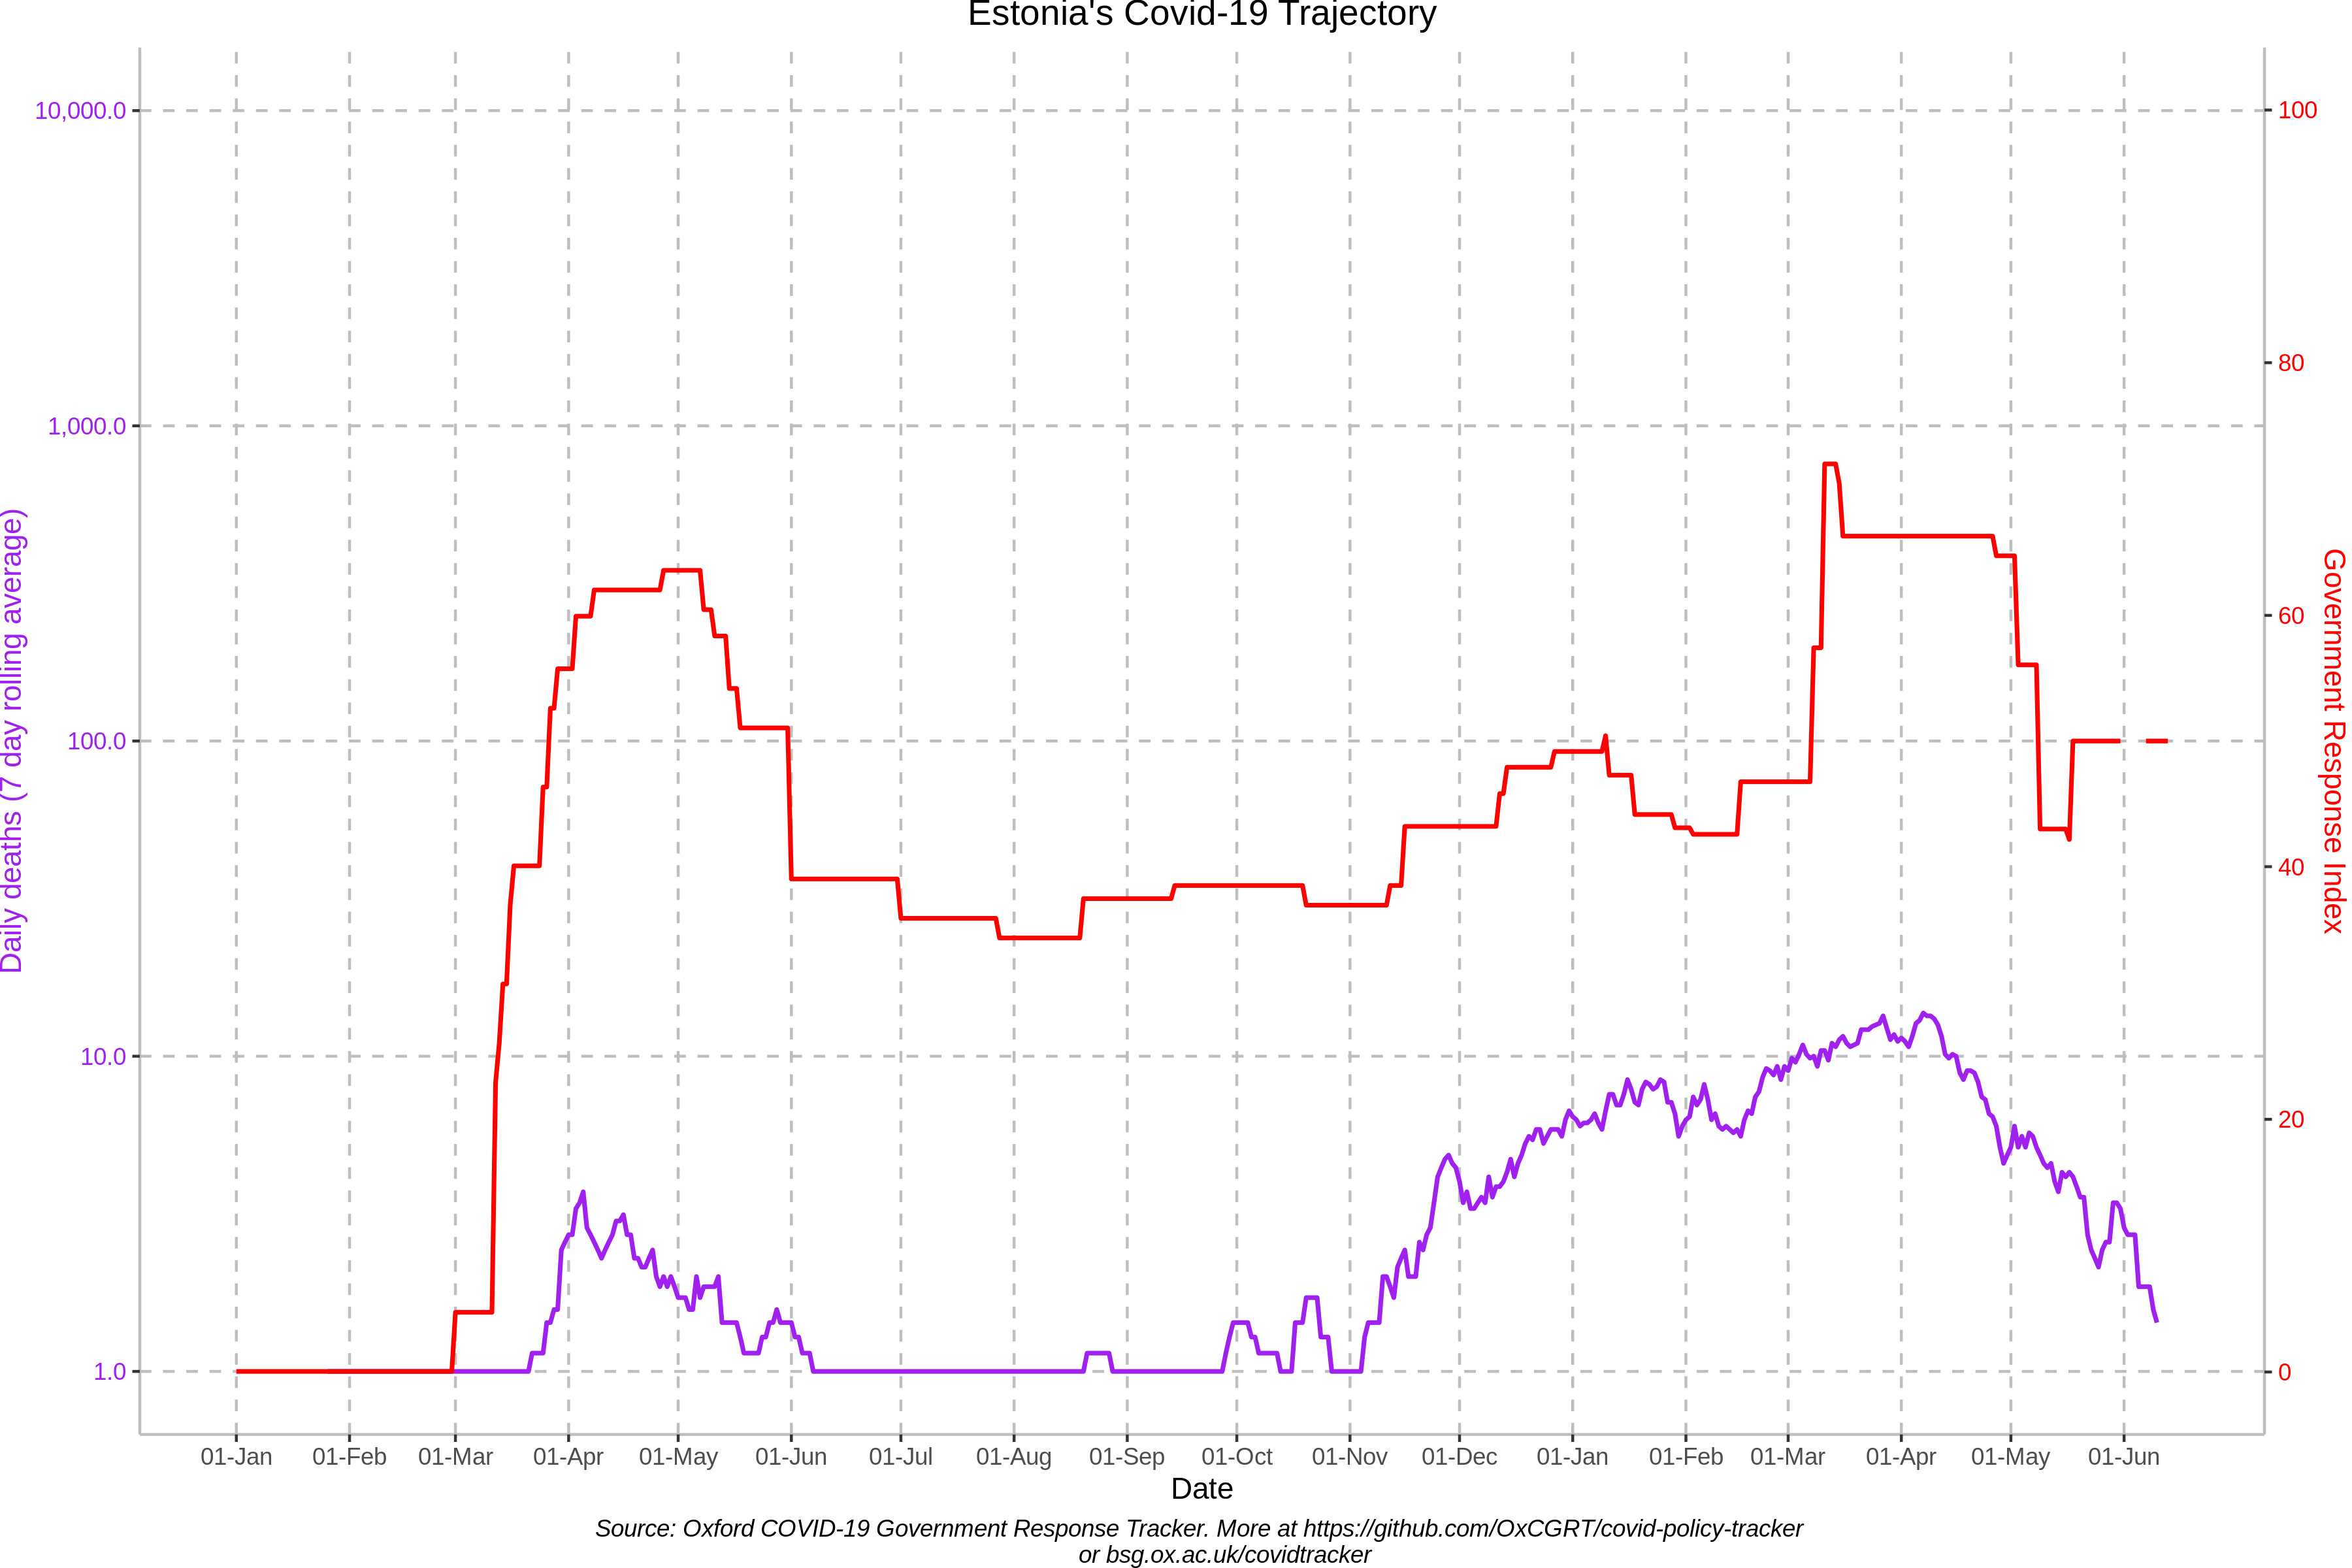 Estonia's Covid-19 Trajectory
10,000.0
1,000.0
100.0
10.0
1.0
Daily deaths (7 day rolling average)
100
80
60
40
20
0
Government Response Index
01-Jan
01-Feb
01-Mar
01-Apr
01-May
01-Jun
01-Jul
01-Aug
01-Sep
01-Oct
01-Nov
01-Dec
01-Jan
01-Feb
01-Mar
01-Apr
01-May
01-Jun
Date
Source: Oxford COVID-19 Government Response Tracker. More at https://github.com/OxCGRT/covid-policy-tracker
or bsg.ox.ac.uk/covidtracker